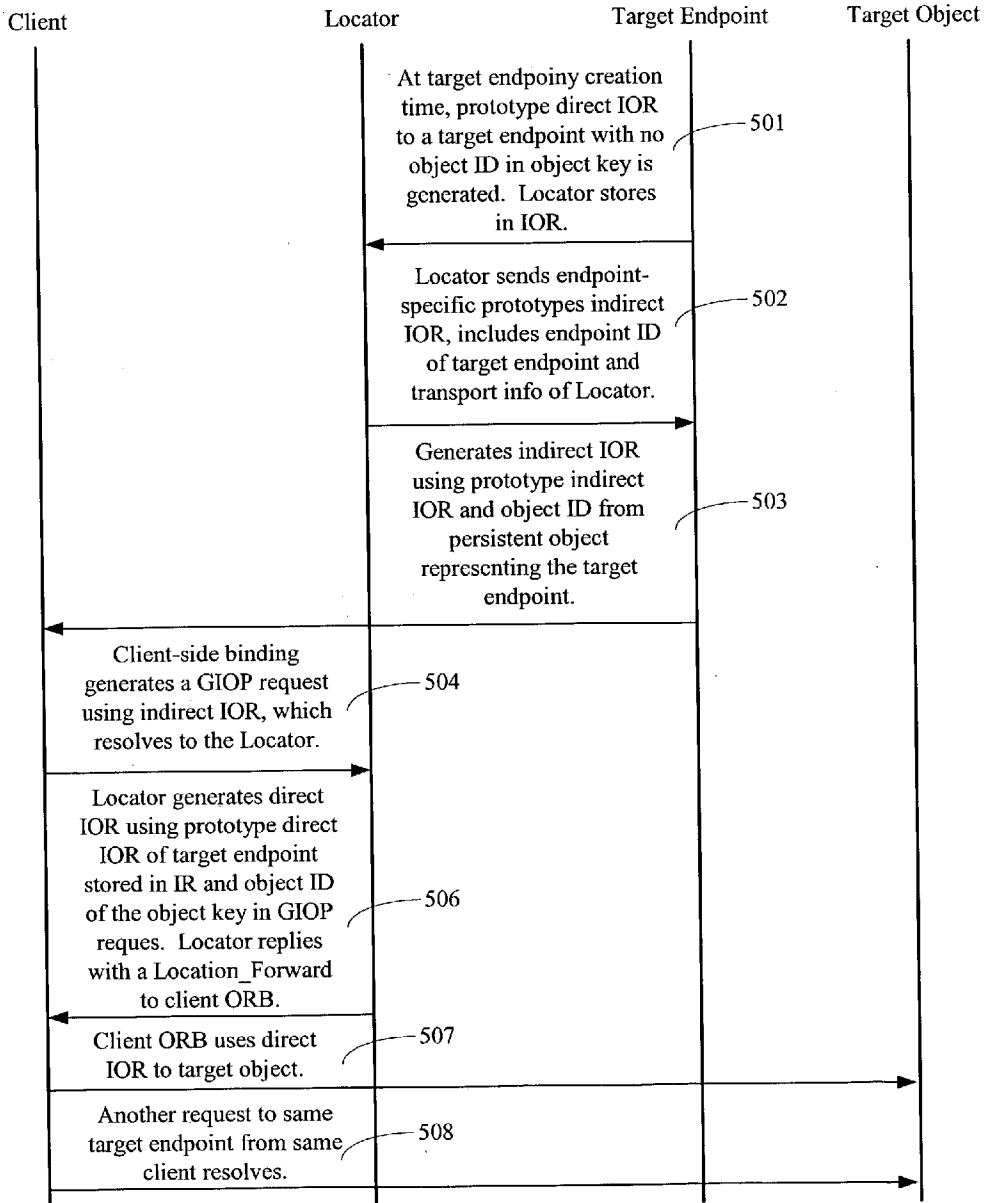 Client
Locator
Target Endpoint
Target Object
At target endpoiny creation
time, prototype direct IOR
to a target endpoint with no
object ID in object key is
generated. Locator stores
in IOR.
501
Locator sends endpoint-
specific prototypes indirect
IOR, includes endpoint ID
of target endpoint and
transport info of Locator.
502
Generates indirect IOR
using prototype indirect
IOR and object ID from
persistent object
representing the target
endpoint.
503
Client-side binding
generates a GIOP request
using indirect IOR, which
resolves to the Locator.
504
Locator generates direct
IOR using prototype direct
IOR of target endpoint
stored in IR and object ID
of the object key in GIOP
reques. Locator replies
with a Location_Forward
to client ORB.
506
Client ORB uses direct
IOR to target object.
507
Another request to same
target endpoint from same
client resolves.
508